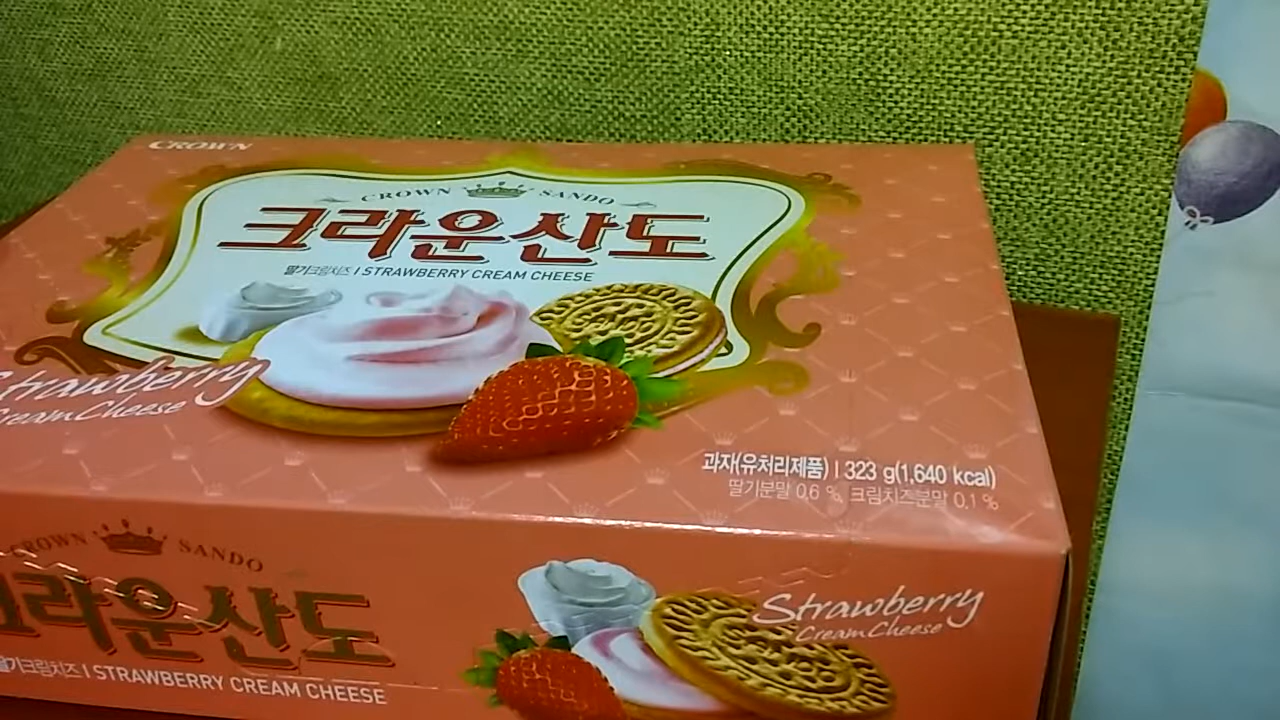 CROWN
CROWN SANDO
크라운산도
딸기크림치즈 | STRAWBERRY CREAM CHEESE
Strawberry
Cream Cheese
과자(유처리제품) | 323 g(1,640 kcal)
딸기분말 0.6 %, 크림치즈분말 0.1 %
CROWN SANDO
크라운산도
딸기크림치즈 | STRAWBERRY CREAM CHEESE
Strawberry
Cream Cheese